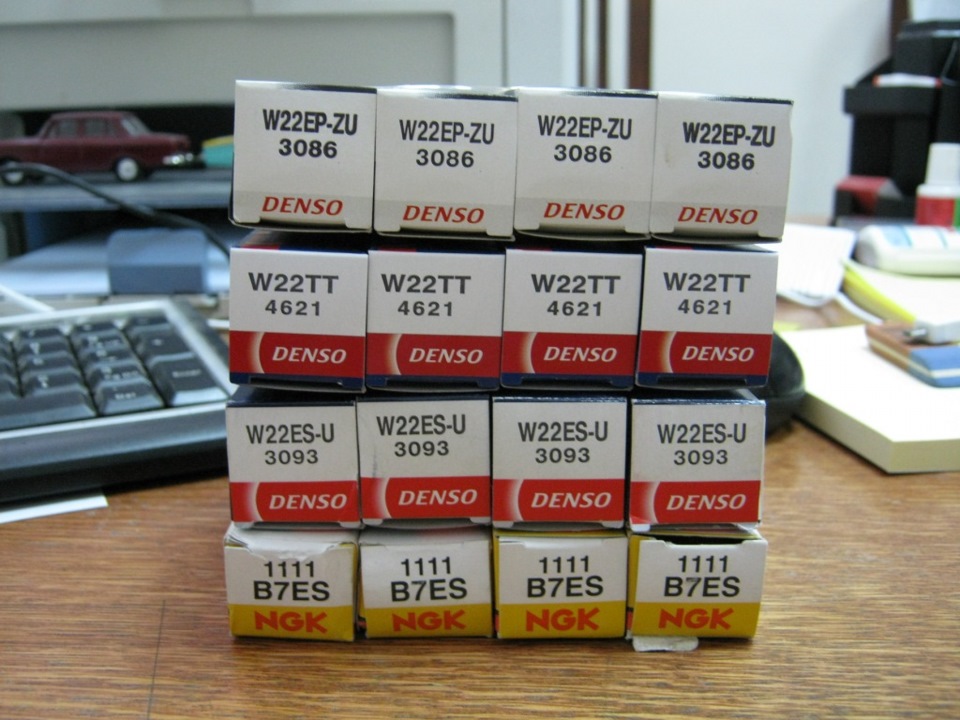 W22EP-ZU
3086
DENSO
W22EP-ZU
3086
DENSO
W22EP-ZU
3086
DENSO
W22EP-ZU
3086
DENSO
W22TT
4621
DENSO
W22TT
4621
DENSO
W22TT
4621
DENSO
W22TT
4621
DENSO
W22ES-U
3093
DENSO
W22ES-U
3093
DENSO
W22ES-U
3093
DENSO
W22ES-U
3093
DENSO
1111
B7ES
NGK
1111
B7ES
NGK
1111
B7ES
NGK
1111
B7ES
NGK